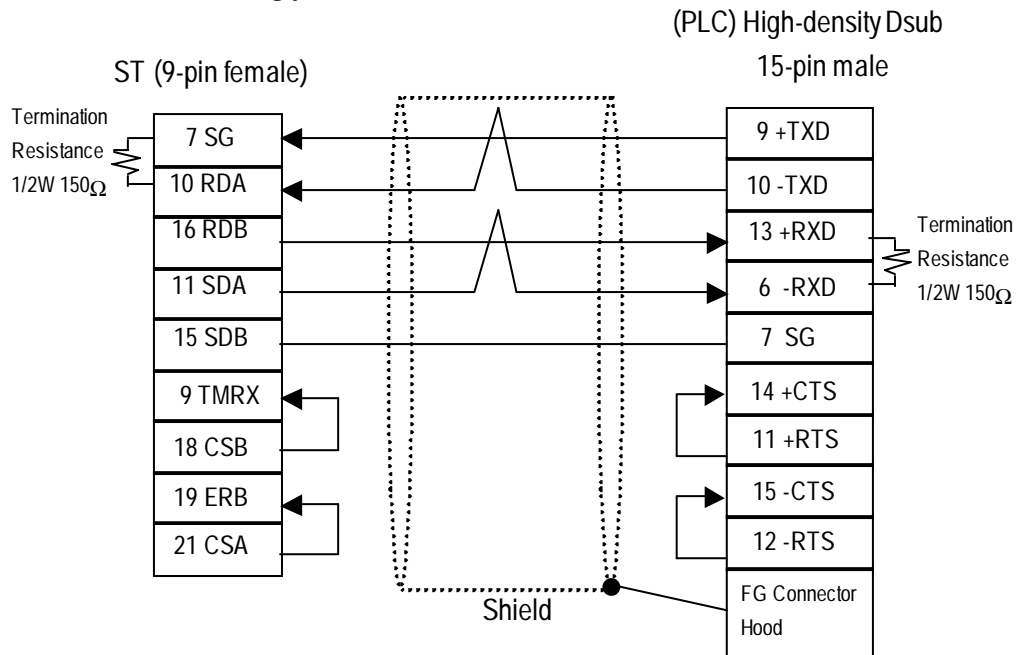 (PLC) High-density Dsub
15-pin male
ST (9-pin female)
Termination
Resistance
1/2W 150Ω
7 SG
10 RDA
16 RDB
11 SDA
15 SDB
9 TMRX
18 CSB
19 ERB
21 CSA
Shield
9 +TXD
10 -TXD
13 +RXD
6 -RXD
7 SG
14 +CTS
11 +RTS
15 -CTS
12 -RTS
FG Connector
Hood
Termination
Resistance
1/2W 150Ω